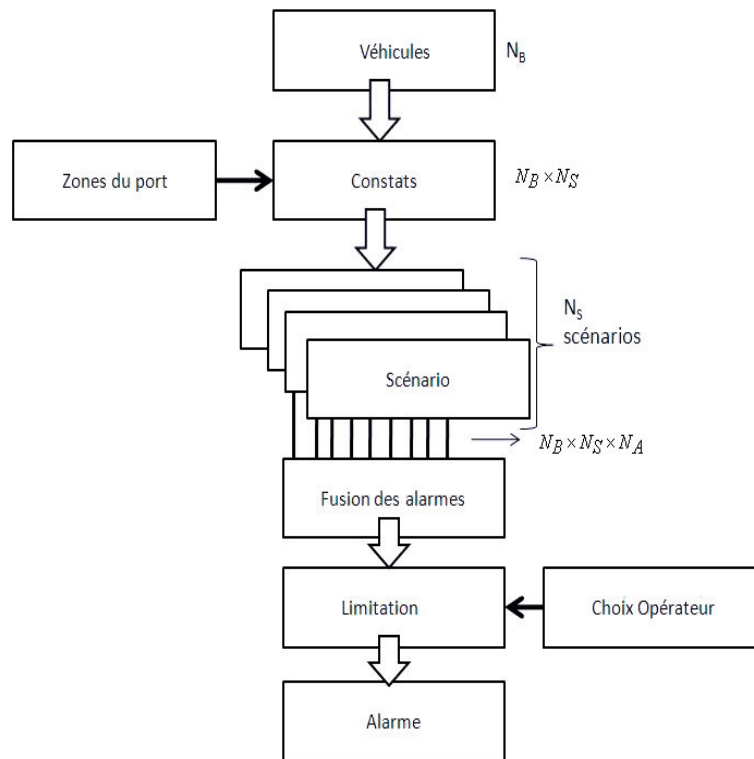 Véhicules
N_B
Zones du port
Constats
N_B × N_S
N_S
scénarios
Scénario
N_B × N_S × N_A
Fusion des alarmes
Limitation
Choix Opérateur
Alarme